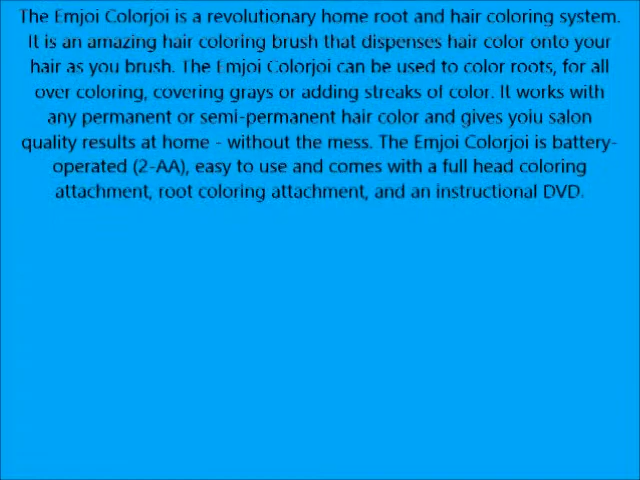 The Emjoi Colorjoi is a revolutionary home root and hair coloring system.
It is an amazing hair coloring brush that dispenses hair color onto your
hair as you brush. The Emjoi Colorjoi can be used to color roots, for all
over coloring, covering grays or adding streaks of color. It works with
any permanent or semi-permanent hair color and gives yoiu salon
quality results at home - without the mess. The Emjoi Colorjoi is battery-
operated (2-AA), easy to use and comes with a full head coloring
attachment, root coloring attachment, and an instructional DVD.